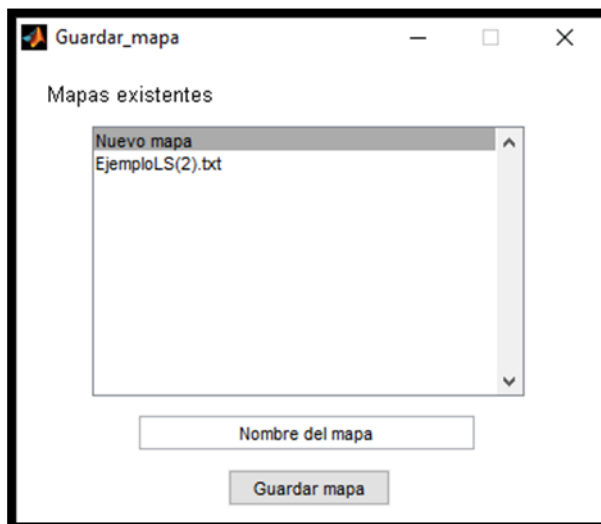 Guardar_mapa
Mapas existentes
Nuevo mapa
EjemploLS(2).txt
Nombre del mapa
Guardar mapa